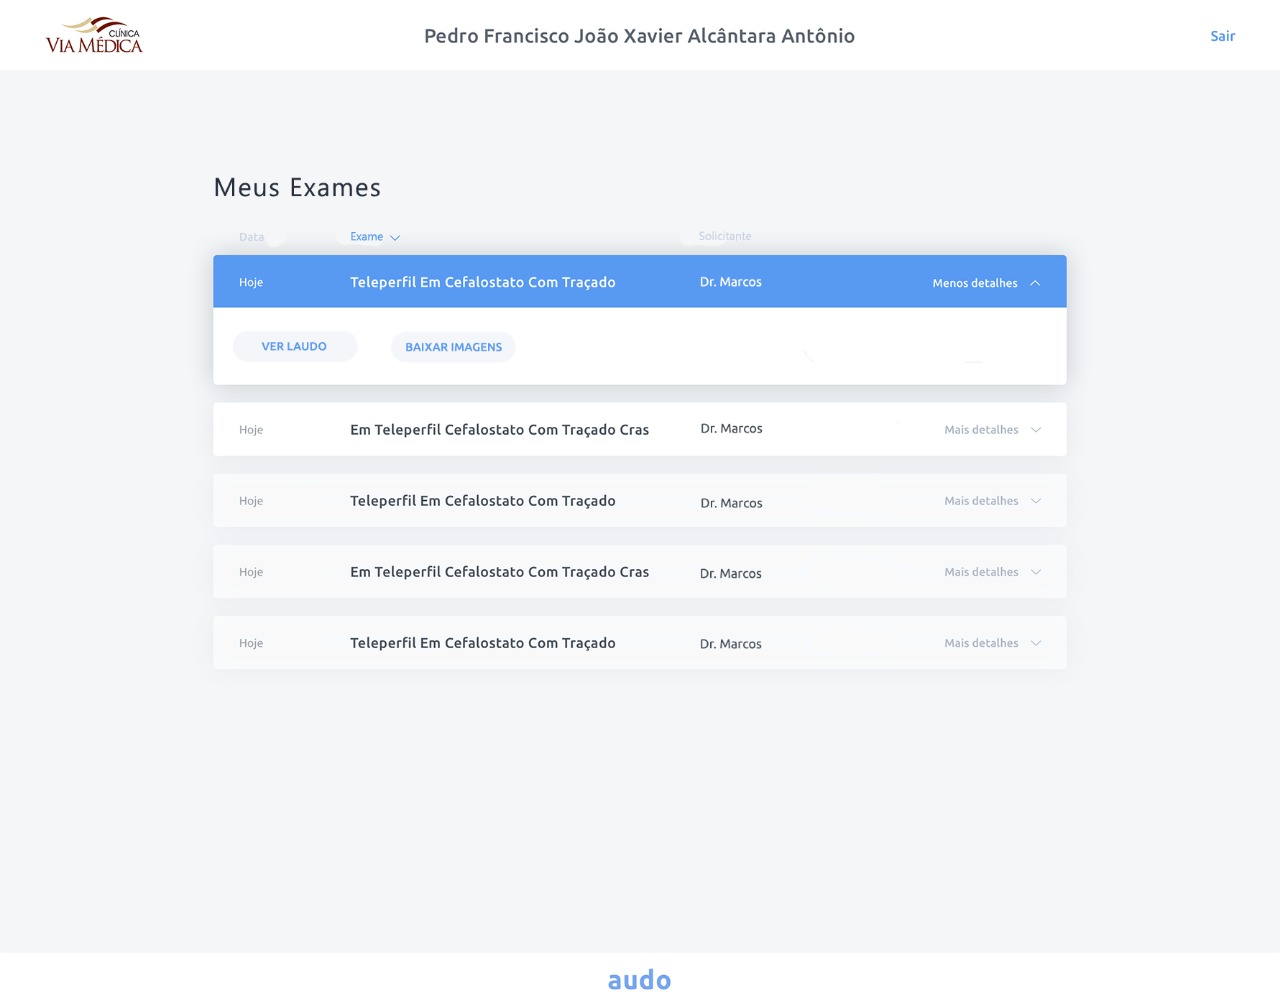 CLÍNICA
VIA MÉDICA
Pedro Francisco João Xavier Alcântara Antônio
Sair
Meus Exames
Data
Exame
Solicitante
Hoje
Teleperfil Em Cefalostato Com Traçado
Dr. Marcos
Menos detalhes
VER LAUDO
BAIXAR IMAGENS
Hoje
Em Teleperfil Cefalostato Com Traçado Cras
Dr. Marcos
Mais detalhes
Hoje
Teleperfil Em Cefalostato Com Traçado
Dr. Marcos
Mais detalhes
Hoje
Em Teleperfil Cefalostato Com Traçado Cras
Dr. Marcos
Mais detalhes
Hoje
Teleperfil Em Cefalostato Com Traçado
Dr. Marcos
Mais detalhes
audo